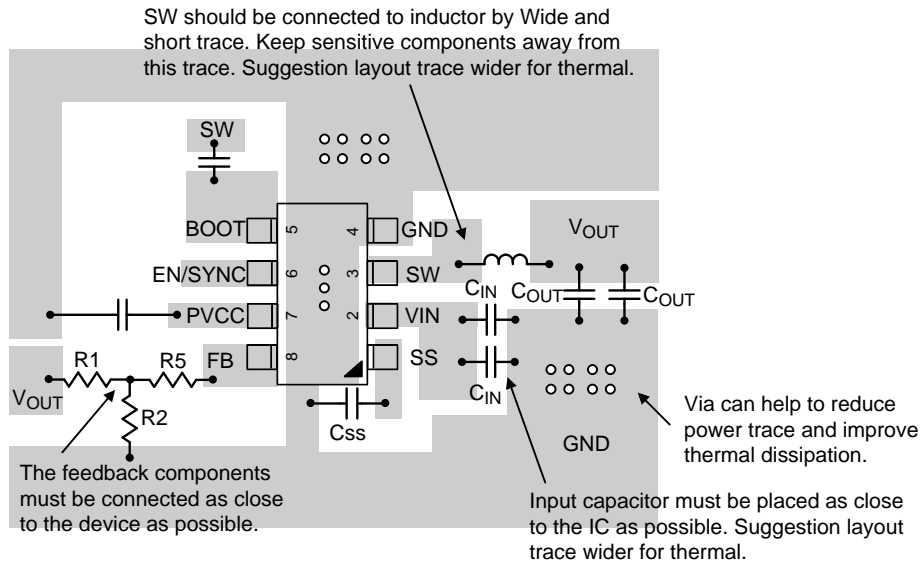 SW should be connected to inductor by Wide and
short trace. Keep sensitive components away from
this trace. Suggestion layout trace wider for thermal.
SW
BOOT
5
4
GND
VOUT
EN/SYNC
6
3
SW
CIN
COUT
COUT
PVCC
7
2
VIN
R1
R5
FB
8
SS
VOUT
R2
CSS
CIN
GND
Via can help to reduce
power trace and improve
thermal dissipation.
The feedback components
must be connected as close
to the device as possible.
Input capacitor must be placed as close
to the IC as possible. Suggestion layout
trace wider for thermal.